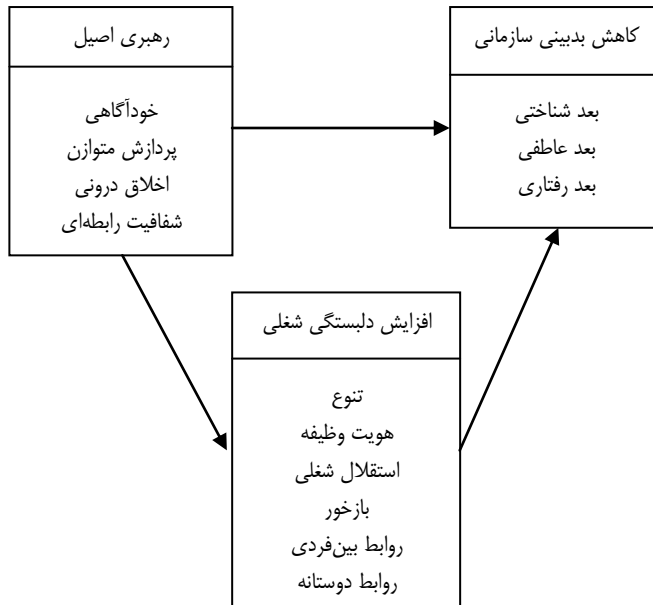 رهبری اصیل
خودآگاهی
پردازش متوازن
اخلاق درونی
شفافیت رابطه‌ای
کاهش بدبینی سازمانی
بعد شناختی
بعد عاطفی
بعد رفتاری
افزایش دلبستگی شغلی
تنوع
هویت وظیفه
استقلال شغلی
بازخور
روابط بین‌فردی
روابط دوستانه